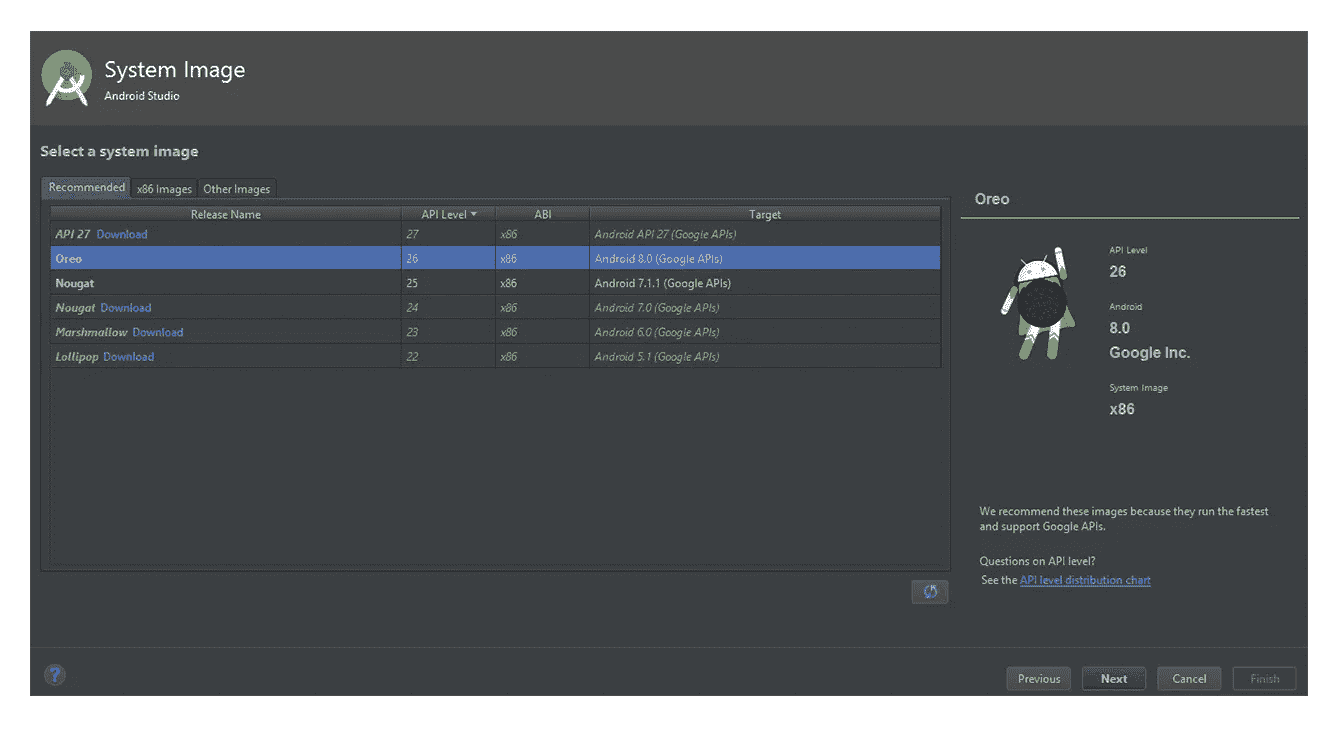 System Image
Android Studio
Select a system image
Recommended x86 Images Other Images
Release Name API Level ABI Target
API 27 Download 27 x86 Android API 27 (Google APIs)
Oreo 26 x86 Android 8.0 (Google APIs)
Nougat 25 x86 Android 7.1.1 (Google APIs)
Nougat Download 24 x86 Android 7.0 (Google APIs)
Marshmallow Download 23 x86 Android 6.0 (Google APIs)
Lollipop Download 22 x86 Android 5.1 (Google APIs)
Oreo
API Level
26
Android
8.0
Google Inc.
System Image
x86
We recommend these images because they run the fastest
and support Google APIs.
Questions on API level?
See the API level distribution chart
?
Previous Next Cancel Finish